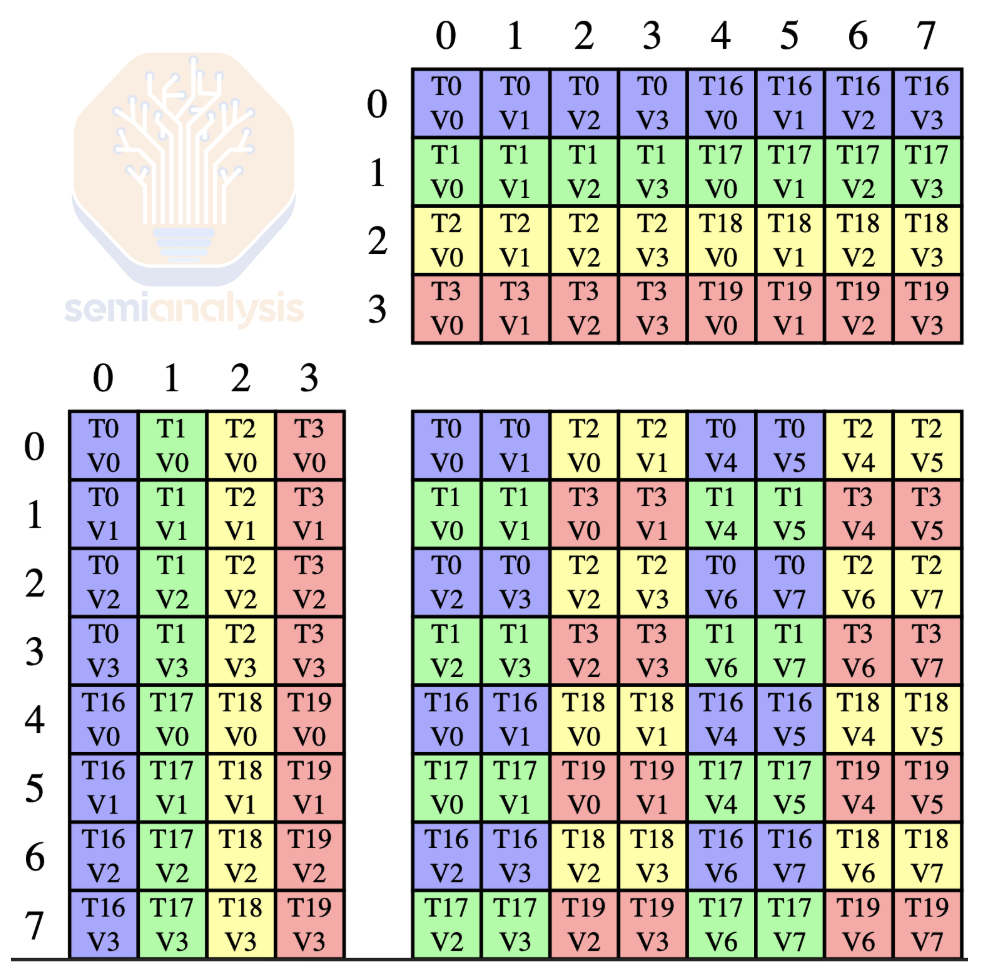 0 1 2 3 4 5 6 7
0 T0 T0 T0 T0 T16 T16 T16 T16
V0 V1 V2 V3 V0 V1 V2 V3
1 T1 T1 T1 T1 T17 T17 T17 T17
V0 V1 V2 V3 V0 V1 V2 V3
2 T2 T2 T2 T2 T18 T18 T18 T18
V0 V1 V2 V3 V0 V1 V2 V3
3 T3 T3 T3 T3 T19 T19 T19 T19
V0 V1 V2 V3 V0 V1 V2 V3
semianalysis
0 1 2 3
0 T0 T1 T2 T3 T0 T0 T2 T2 T0 T0 T2 T2
V0 V0 V0 V0 V0 V1 V0 V1 V4 V5 V4 V5
1 T0 T1 T2 T3 T1 T1 T3 T3 T1 T1 T3 T3
V1 V1 V1 V1 V0 V1 V0 V1 V4 V5 V4 V5
2 T0 T1 T2 T3 T0 T0 T2 T2 T0 T0 T2 T2
V2 V2 V2 V2 V2 V3 V2 V3 V6 V7 V6 V7
3 T0 T1 T2 T3 T1 T1 T3 T3 T1 T1 T3 T3
V3 V3 V3 V3 V2 V3 V2 V3 V6 V7 V6 V7
4 T16 T17 T18 T19 T16 T16 T18 T18 T16 T16 T18 T18
V0 V0 V0 V0 V0 V1 V0 V1 V4 V5 V4 V5
5 T16 T17 T18 T19 T17 T17 T19 T19 T17 T17 T19 T19
V1 V1 V1 V1 V0 V1 V0 V1 V4 V5 V4 V5
6 T16 T17 T18 T19 T16 T16 T18 T18 T16 T16 T18 T18
V2 V2 V2 V2 V2 V3 V2 V3 V6 V7 V6 V7
7 T16 T17 T18 T19 T17 T17 T19 T19 T17 T17 T19 T19
V3 V3 V3 V3 V2 V3 V2 V3 V6 V7 V6 V7